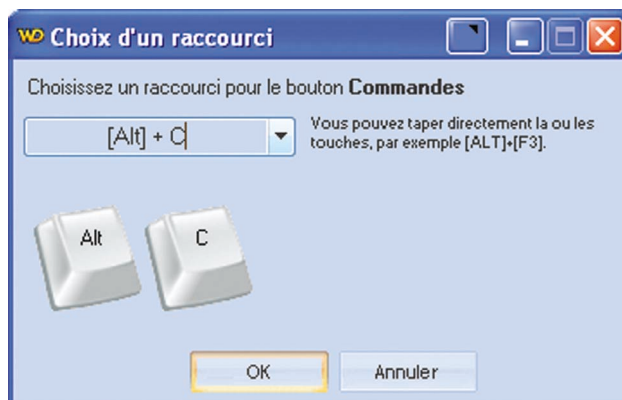 WD Choix d'un raccourci
Choisissez un raccourci pour le bouton Commandes
[Alt] + C
Vous pouvez taper directement la ou les
touches, par exemple [ALT]+[F3].
Alt
C
OK
Annuler